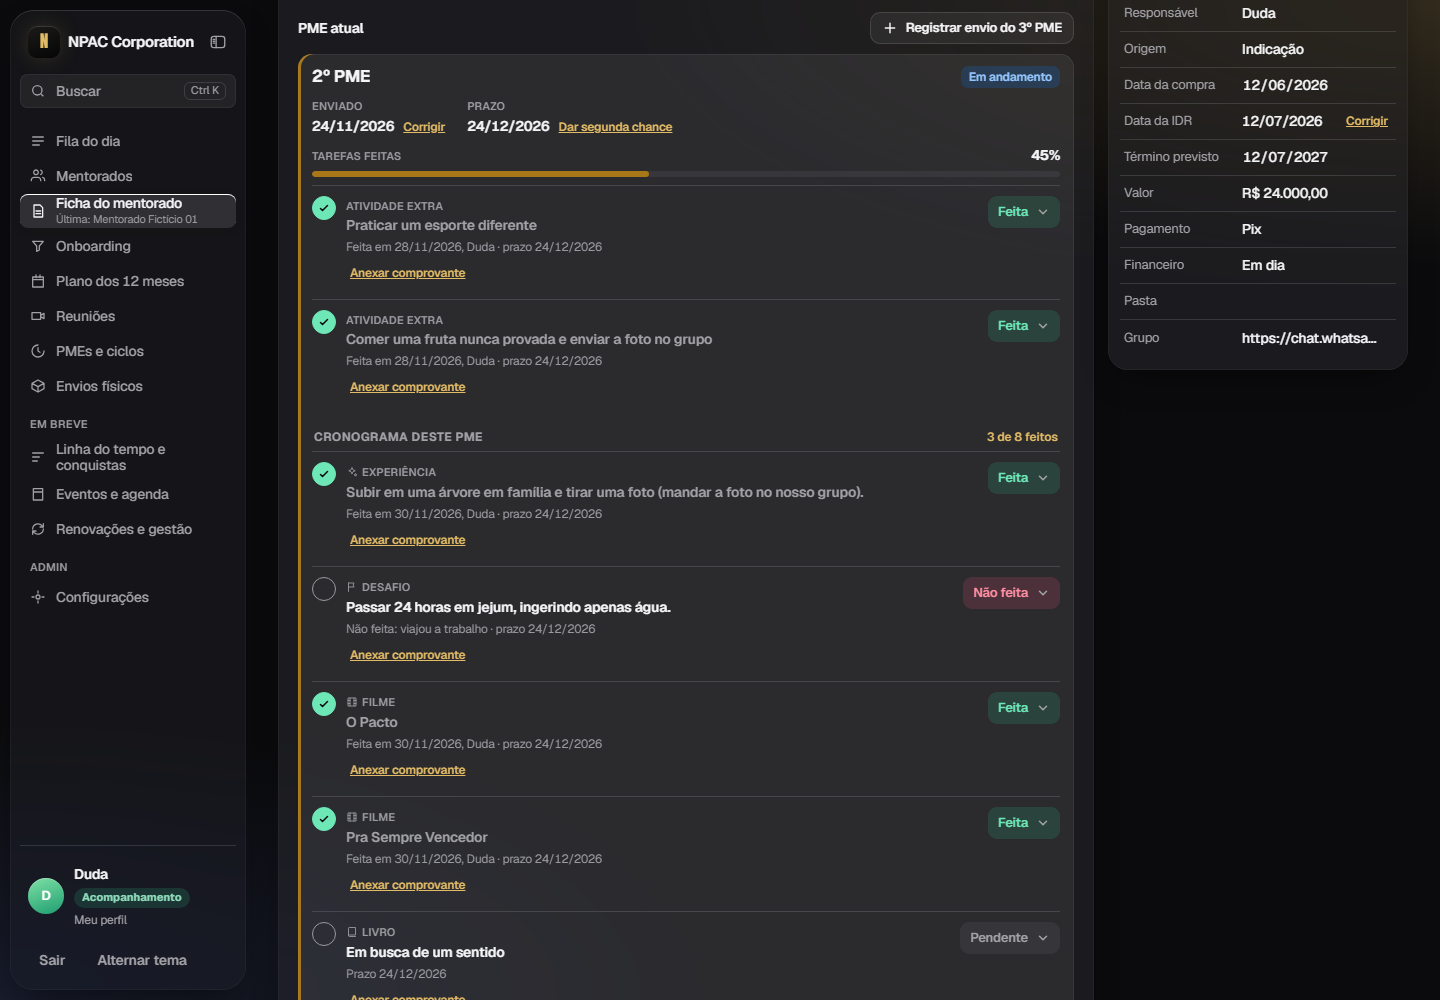 NPAC Corporation
Buscar
Ctrl K
Fila do dia
Mentorados
Ficha do mentorado
Última: Mentorado Fictício 01
Onboarding
Plano dos 12 meses
Reuniões
PMEs e ciclos
Envios físicos
EM BREVE
Linha do tempo e
conquistas
Eventos e agenda
Renovações e gestão
ADMIN
Configurações
D
Duda
Acompanhamento
Meu perfil
Sair
Alternar tema
PME atual
Registrar envio do 3º PME
2º PME
Em andamento
ENVIADO
PRAZO
24/11/2026 Corrigir
24/12/2026 Dar segunda chance
TAREFAS FEITAS
45%
ATIVIDADE EXTRA
Praticar um esporte diferente
Feita em 28/11/2026, Duda · prazo 24/12/2026
Anexar comprovante
Feita
ATIVIDADE EXTRA
Comer uma fruta nunca provada e enviar a foto no grupo
Feita em 28/11/2026, Duda · prazo 24/12/2026
Anexar comprovante
Feita
CRONOGRAMA DESTE PME
3 de 8 feitos
EXPERIÊNCIA
Subir em uma árvore em família e tirar uma foto (mandar a foto no nosso grupo).
Feita em 30/11/2026, Duda · prazo 24/12/2026
Anexar comprovante
Feita
DESAFIO
Passar 24 horas em jejum, ingerindo apenas água.
Não feita: viajou a trabalho · prazo 24/12/2026
Anexar comprovante
Não feita
FILME
O Pacto
Feita em 30/11/2026, Duda · prazo 24/12/2026
Anexar comprovante
Feita
FILME
Pra Sempre Vencedor
Feita em 30/11/2026, Duda · prazo 24/12/2026
Anexar comprovante
Feita
LIVRO
Em busca de um sentido
Prazo 24/12/2026
Anexar comprovante
Pendente
Responsável Duda
Origem Indicação
Data da compra 12/06/2026
Data da IDR 12/07/2026 Corrigir
Término previsto 12/07/2027
Valor R$ 24.000,00
Pagamento Pix
Financeiro Em dia
Pasta
Grupo https://chat.whatsa...